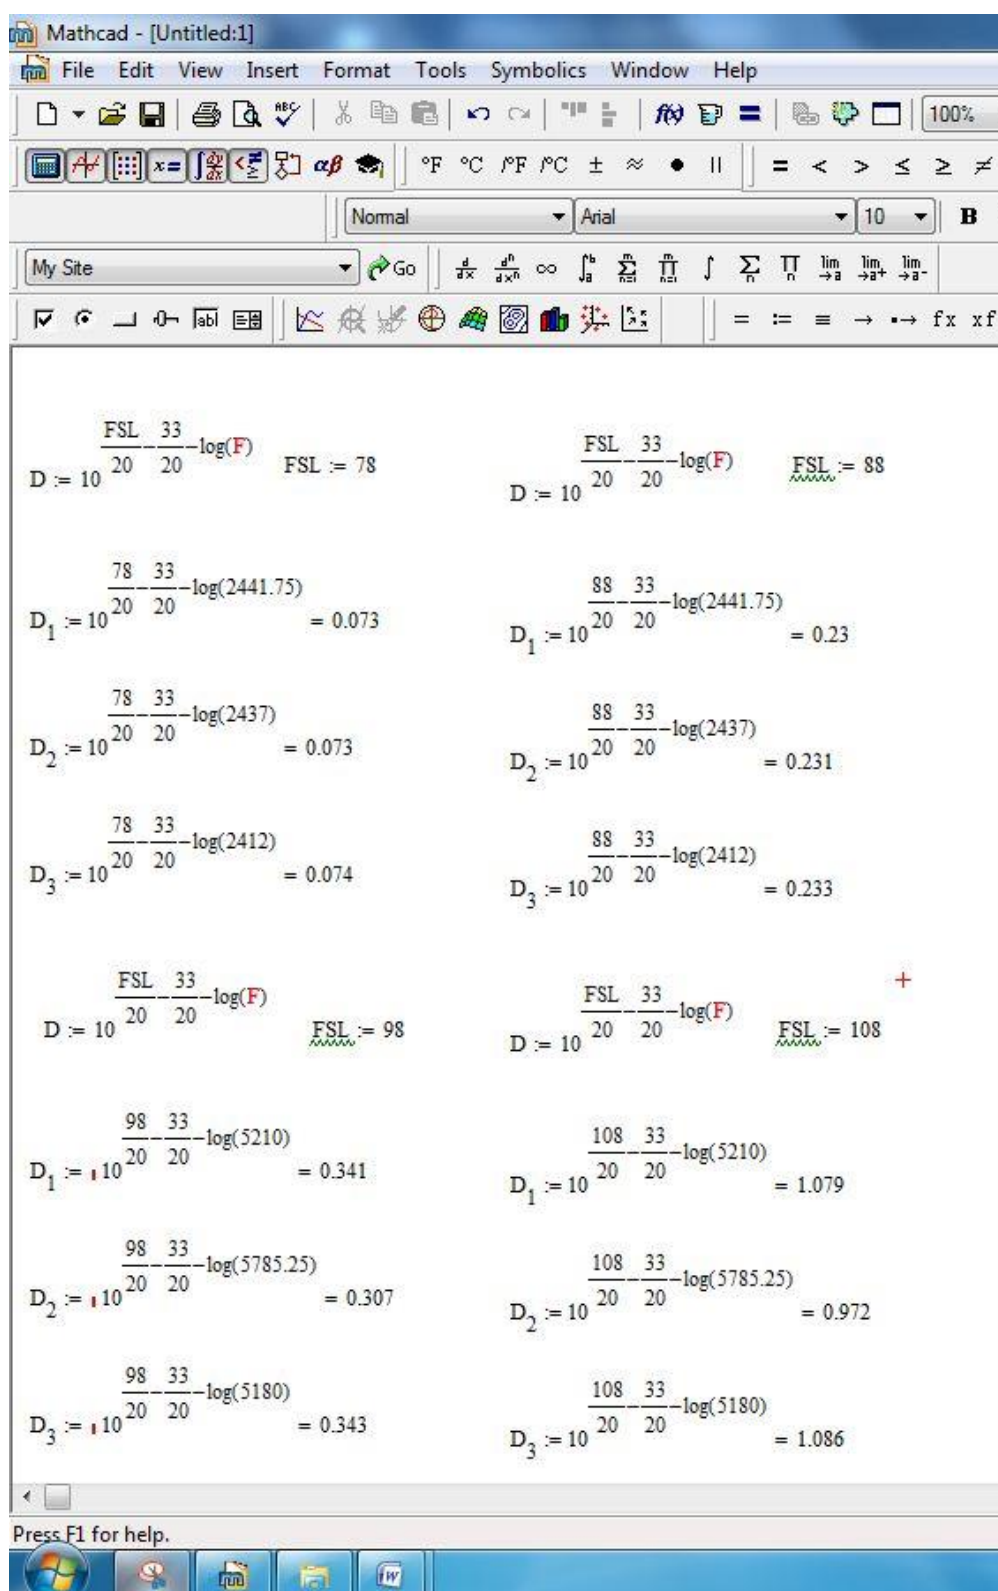 Mathcad - [Untitled:1]
File Edit View Insert Format Tools Symbolics Window Help
100%
°F °C /°F /°C ± ≈ • || = < > ≤ ≥ ≠
Normal Arial 10 B
My Site Go
= := ≡ → ▪→ fx xf
D := 10^(FSL/20 - 33/20 - log(F)) FSL := 78
D := 10^(FSL/20 - 33/20 - log(F)) FSL := 88
D1 := 10^(78/20 - 33/20 - log(2441.75)) = 0.073
D1 := 10^(88/20 - 33/20 - log(2441.75)) = 0.23
D2 := 10^(78/20 - 33/20 - log(2437)) = 0.073
D2 := 10^(88/20 - 33/20 - log(2437)) = 0.231
D3 := 10^(78/20 - 33/20 - log(2412)) = 0.074
D3 := 10^(88/20 - 33/20 - log(2412)) = 0.233
D := 10^(FSL/20 - 33/20 - log(F)) FSL := 98
D := 10^(FSL/20 - 33/20 - log(F)) FSL := 108
D1 := 10^(98/20 - 33/20 - log(5210)) = 0.341
D1 := 10^(108/20 - 33/20 - log(5210)) = 1.079
D2 := 10^(98/20 - 33/20 - log(5785.25)) = 0.307
D2 := 10^(108/20 - 33/20 - log(5785.25)) = 0.972
D3 := 10^(98/20 - 33/20 - log(5180)) = 0.343
D3 := 10^(108/20 - 33/20 - log(5180)) = 1.086
Press F1 for help.